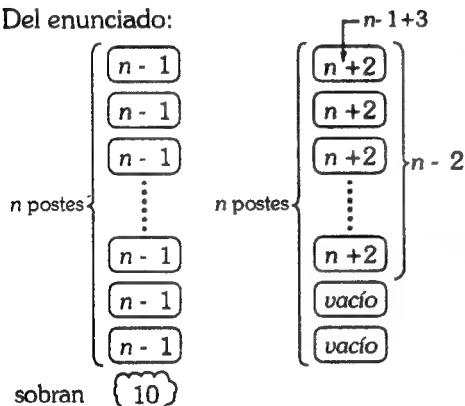 Del enunciado:
n- 1+3
n - 1
n +2
n - 1
n +2
n - 1
n +2
n - 2
n postes
n postes
n - 1
n +2
n - 1
vacío
n - 1
vacío
sobran 10